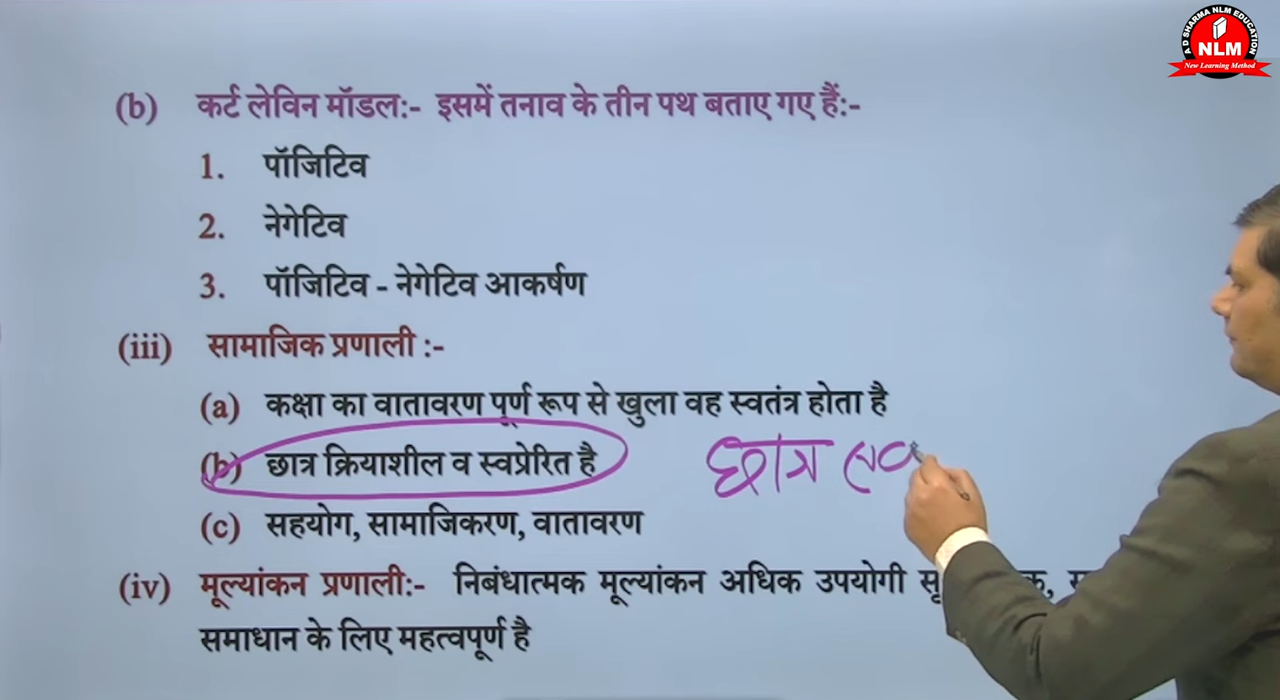 A D SHARMA NLM EDUCATION
NLM
New Learning Method
(b) कर्ट लेविन मॉडल:- इसमें तनाव के तीन पथ बताए गए हैं:-
1. पॉजिटिव
2. नेगेटिव
3. पॉजिटिव - नेगेटिव आकर्षण
(iii) सामाजिक प्रणाली :-
(a) कक्षा का वातावरण पूर्ण रूप से खुला वह स्वतंत्र होता है
(b) छात्र क्रियाशील व स्वप्रेरित है
छात्र
(c) सहयोग, सामाजिकरण, वातावरण
(iv) मूल्यांकन प्रणाली:- निबंधात्मक मूल्यांकन अधिक उपयोगी
समाधान के लिए महत्वपूर्ण है